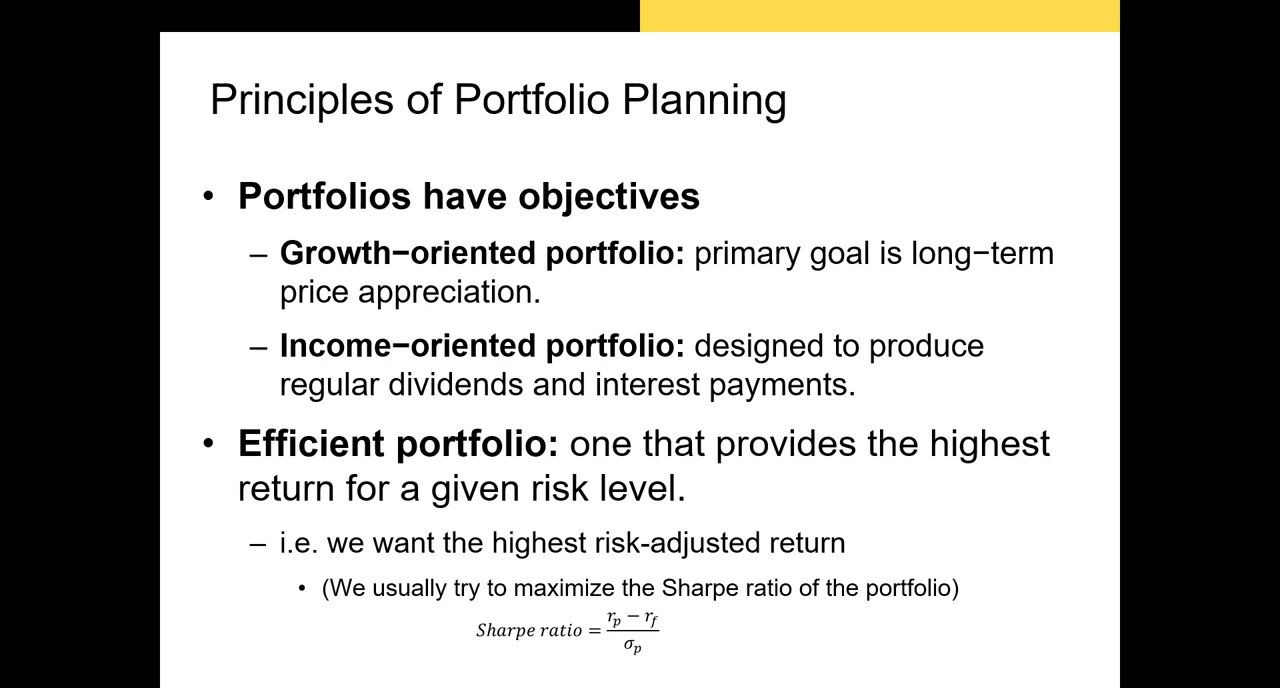 Principles of Portfolio Planning
• Portfolios have objectives
– Growth−oriented portfolio: primary goal is long−term
price appreciation.
– Income−oriented portfolio: designed to produce
regular dividends and interest payments.
• Efficient portfolio: one that provides the highest
return for a given risk level.
– i.e. we want the highest risk-adjusted return
• (We usually try to maximize the Sharpe ratio of the portfolio)
Sharpe ratio = (r_p − r_f) / σ_p